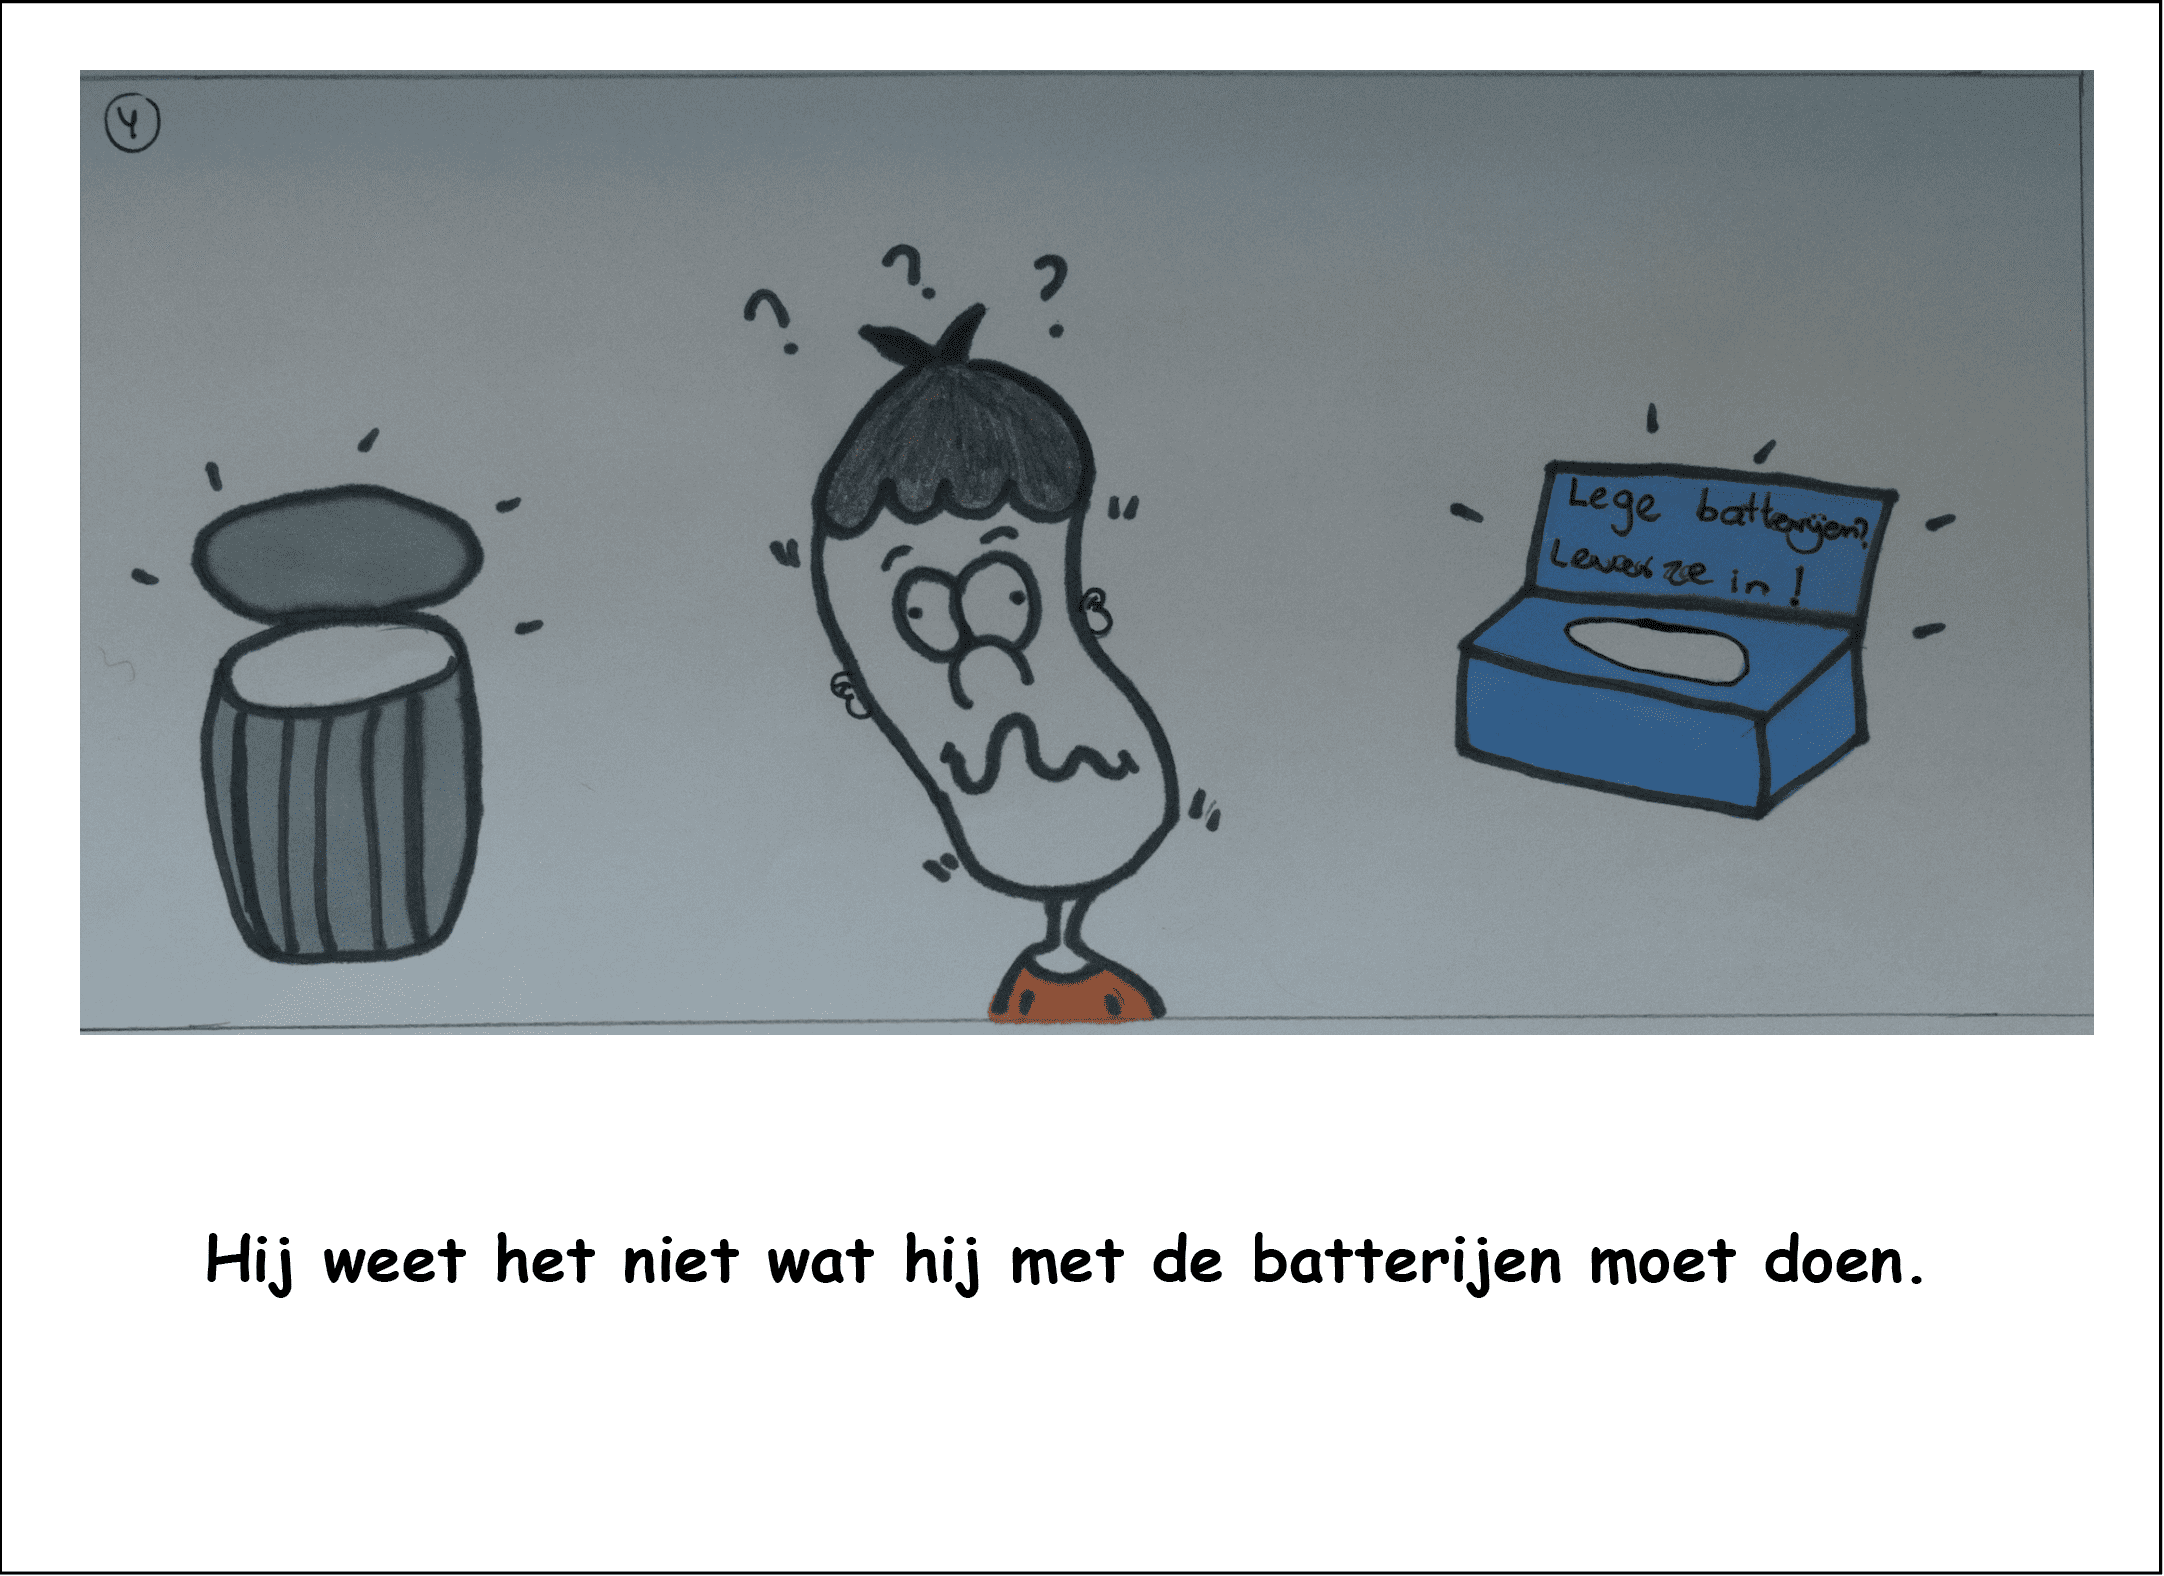 4
? ? ?
Lege batterijen?
Lever ze in!
Hij weet het niet wat hij met de batterijen moet doen.